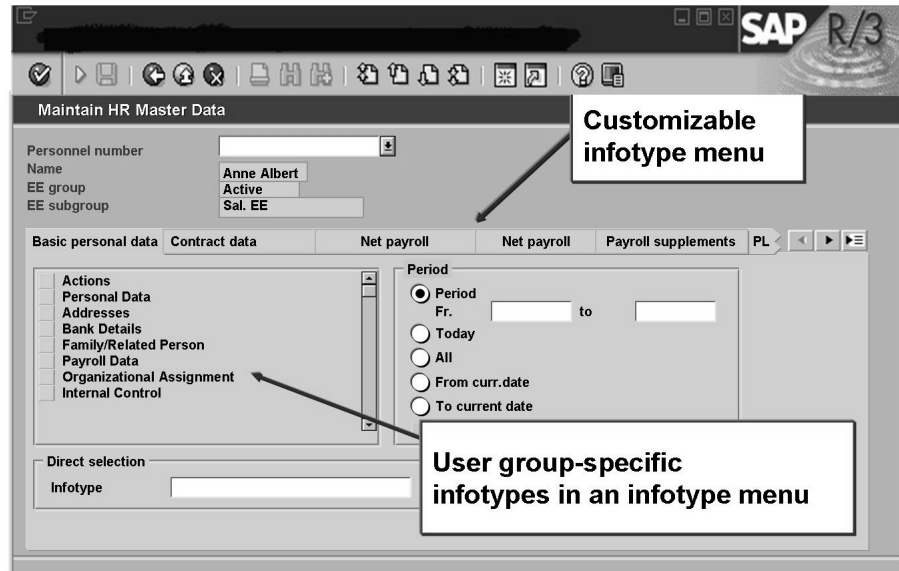 SAP R/3
Maintain HR Master Data
Customizable
infotype menu
Personnel number
Name Anne Albert
EE group Active
EE subgroup Sal. EE
Basic personal data Contract data Net payroll Net payroll Payroll supplements PL
Actions
Personal Data
Addresses
Bank Details
Family/Related Person
Payroll Data
Organizational Assignment
Internal Control
Period
Period
Fr. to
Today
All
From curr.date
To current date
User group-specific
infotypes in an infotype menu
Direct selection
Infotype